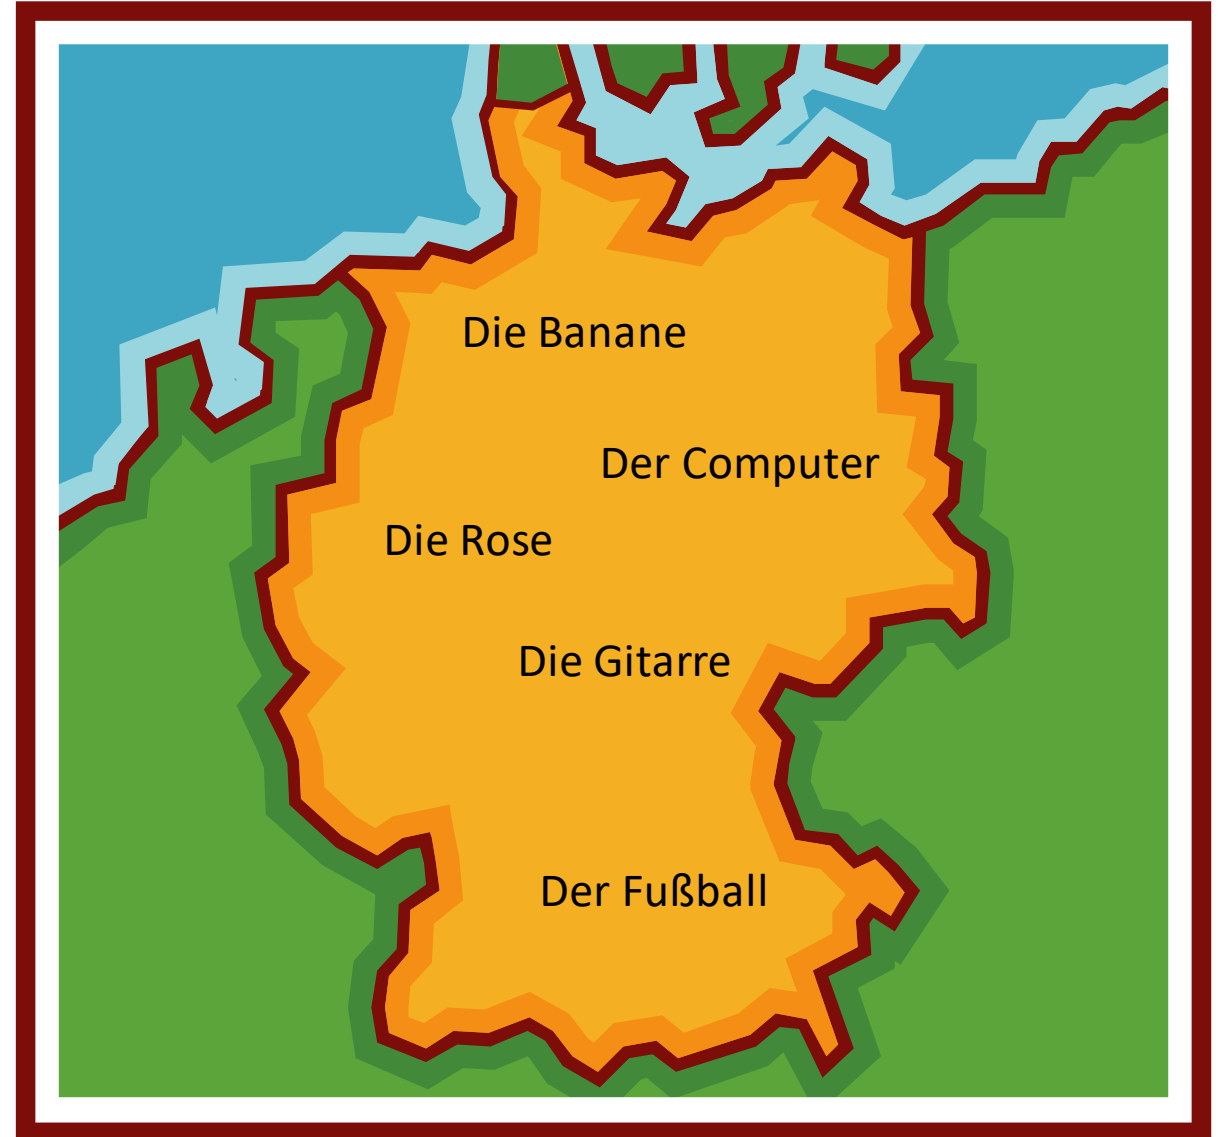 Die Banane
Der Computer
Die Rose
Die Gitarre
Der Fußball